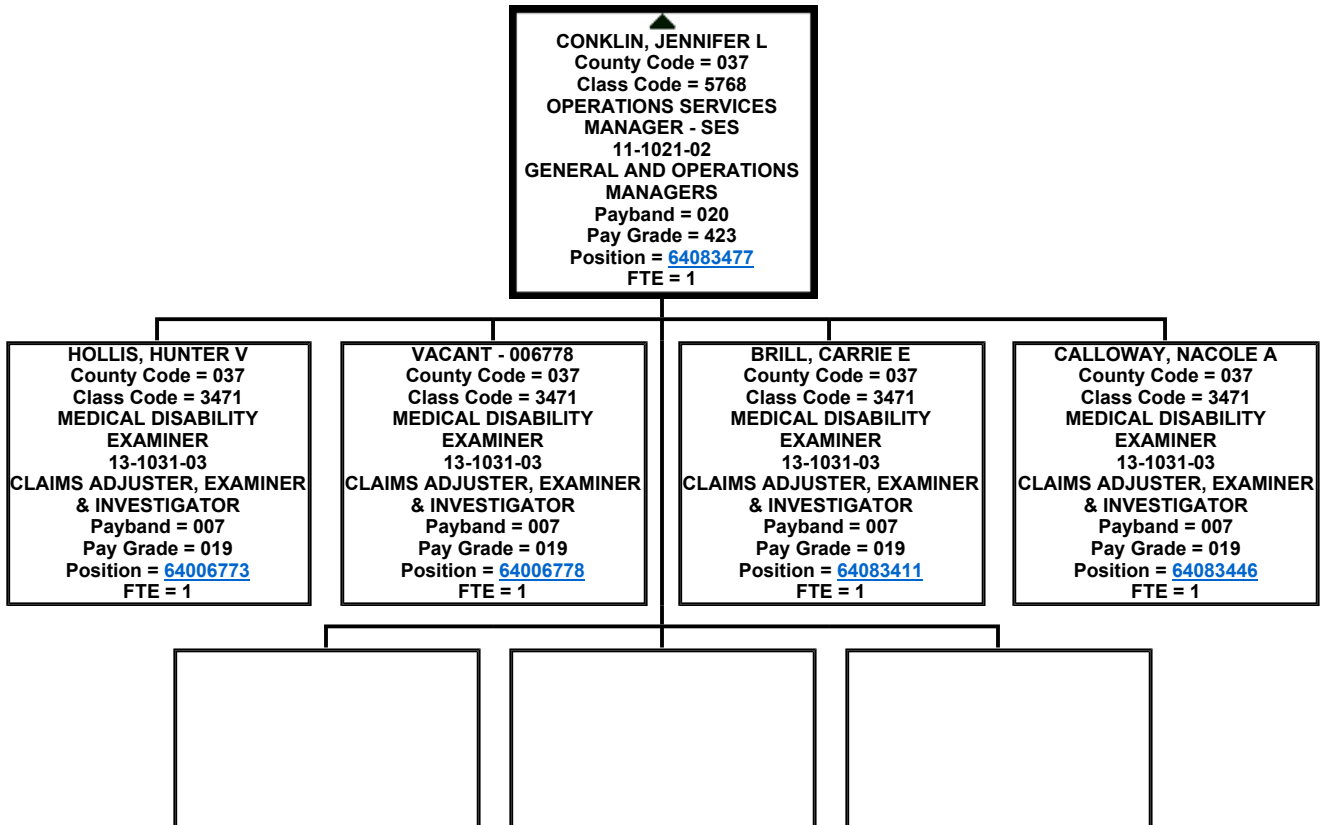 CONKLIN, JENNIFER L
County Code = 037
Class Code = 5768
OPERATIONS SERVICES
MANAGER - SES
11-1021-02
GENERAL AND OPERATIONS
MANAGERS
Payband = 020
Pay Grade = 423
Position = 64083477
FTE = 1
HOLLIS, HUNTER V
County Code = 037
Class Code = 3471
MEDICAL DISABILITY
EXAMINER
13-1031-03
CLAIMS ADJUSTER, EXAMINER
& INVESTIGATOR
Payband = 007
Pay Grade = 019
Position = 64006773
FTE = 1
VACANT - 006778
County Code = 037
Class Code = 3471
MEDICAL DISABILITY
EXAMINER
13-1031-03
CLAIMS ADJUSTER, EXAMINER
& INVESTIGATOR
Payband = 007
Pay Grade = 019
Position = 64006778
FTE = 1
BRILL, CARRIE E
County Code = 037
Class Code = 3471
MEDICAL DISABILITY
EXAMINER
13-1031-03
CLAIMS ADJUSTER, EXAMINER
& INVESTIGATOR
Payband = 007
Pay Grade = 019
Position = 64083411
FTE = 1
CALLOWAY, NACOLE A
County Code = 037
Class Code = 3471
MEDICAL DISABILITY
EXAMINER
13-1031-03
CLAIMS ADJUSTER, EXAMINER
& INVESTIGATOR
Payband = 007
Pay Grade = 019
Position = 64083446
FTE = 1